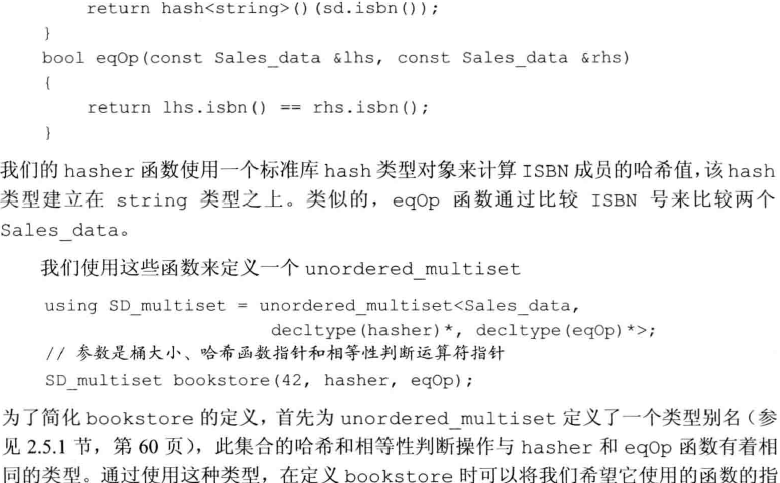 return hash<string>()(sd.isbn());
}
bool eqOp(const Sales_data &lhs, const Sales_data &rhs)
{
return lhs.isbn() == rhs.isbn();
}
我们的 hasher 函数使用一个标准库 hash 类型对象来计算 ISBN 成员的哈希值,该 hash
类型建立在 string 类型之上。类似的，eqOp 函数通过比较 ISBN 号来比较两个
Sales_data。
我们使用这些函数来定义一个 unordered_multiset
using SD_multiset = unordered_multiset<Sales_data,
decltype(hasher)*, decltype(eqOp)*>;
// 参数是桶大小、哈希函数指针和相等性判断运算符指针
SD_multiset bookstore(42, hasher, eqOp);
为了简化 bookstore 的定义，首先为 unordered_multiset 定义了一个类型别名（参
见 2.5.1 节，第 60 页），此集合的哈希和相等性判断操作与 hasher 和 eqOp 函数有着相
同的类型。通过使用这种类型，在定义 bookstore 时可以将我们希望它使用的函数的指